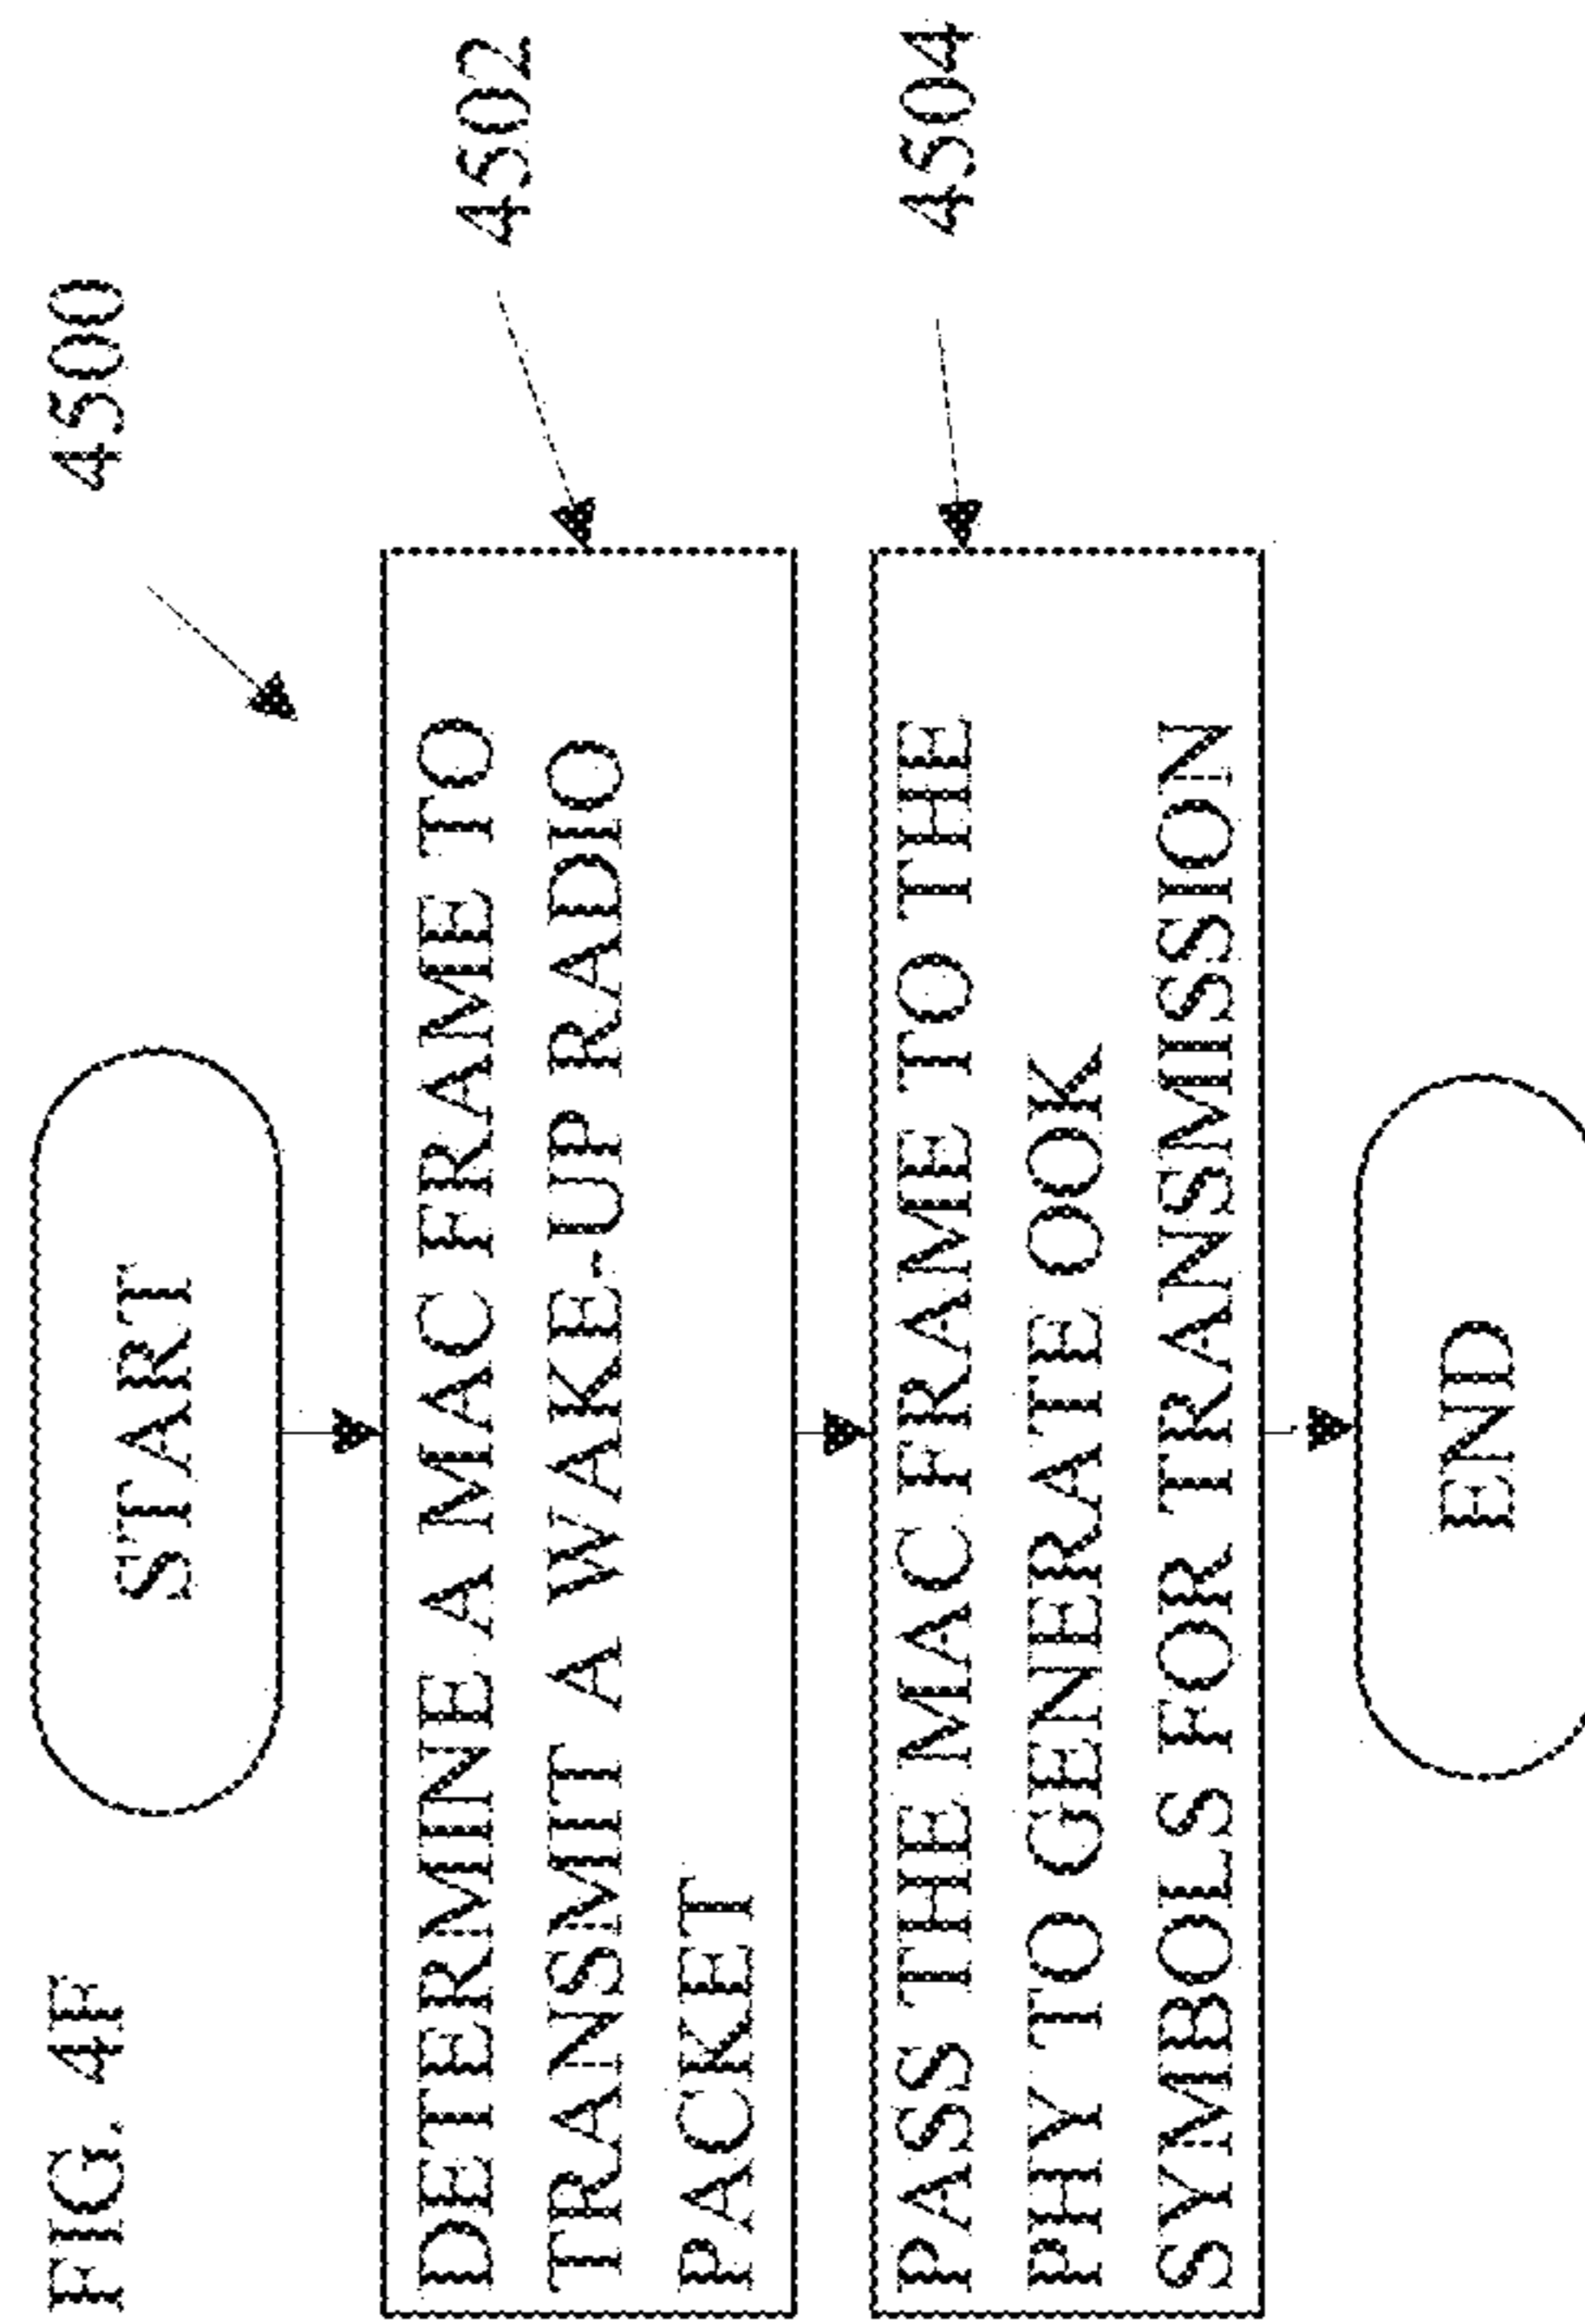 FIG. 4F
4500
START
DETERMINE A MAC FRAME TO
TRANSMIT A WAKE-UP RADIO
PACKET
4502
PASS THE MAC FRAME TO THE
PHY TO GENERATE OOK
SYMBOLS FOR TRANSMISSION
4504
END